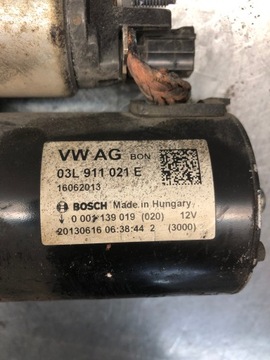 VW AG BON
03L 911 021 E
16062013
BOSCH Made in Hungary
0 001 139 019 (020) 12V
20130616 06:38:44 2 (3000)